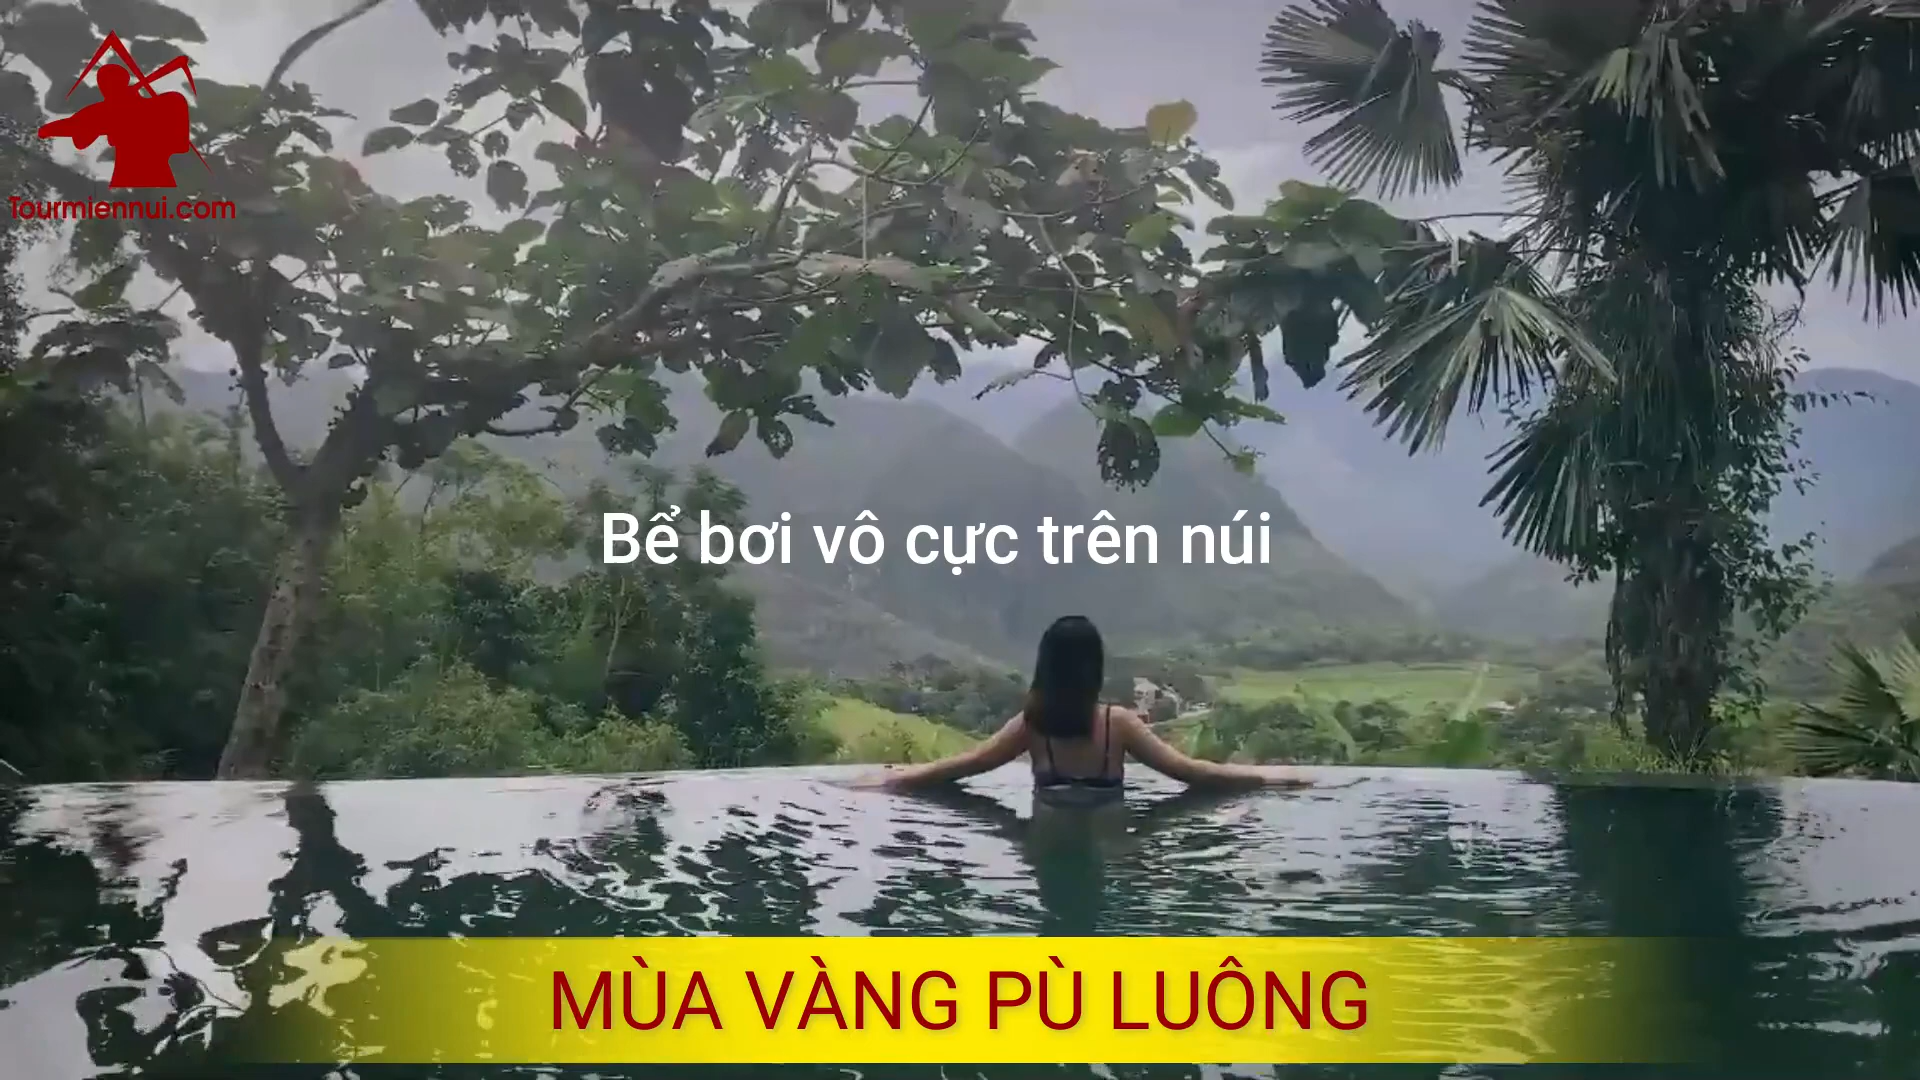 Tourmiennui.com
Bể bơi vô cực trên núi
MÙA VÀNG PÙ LUÔNG